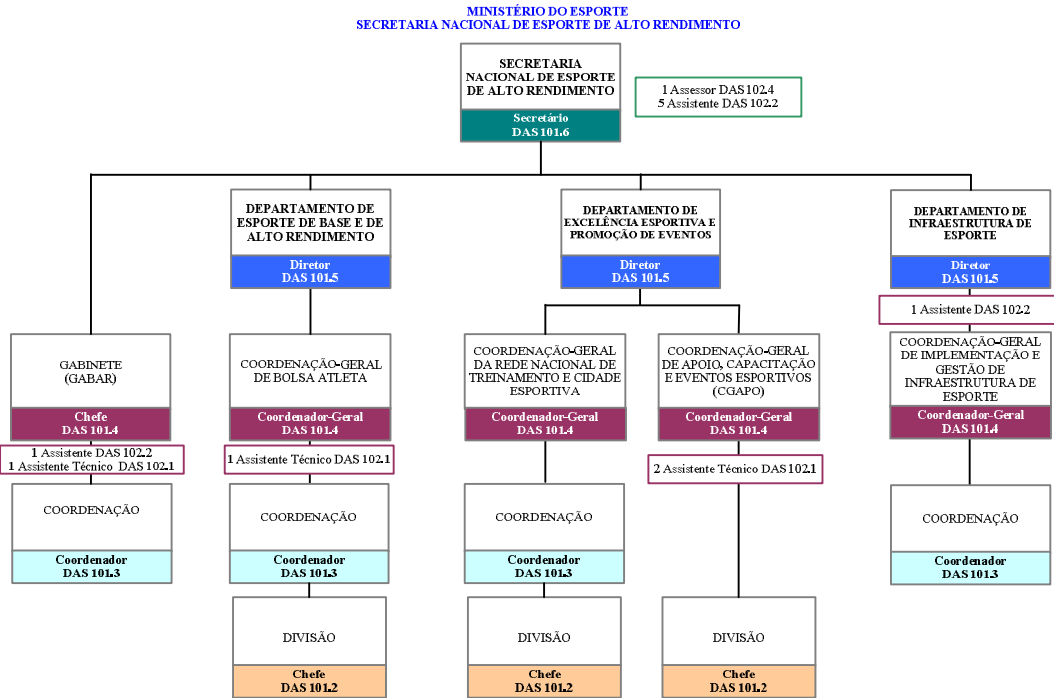 MINISTÉRIO DO ESPORTE
SECRETARIA NACIONAL DE ESPORTE DE ALTO RENDIMENTO
SECRETARIA
NACIONAL DE ESPORTE
DE ALTO RENDIMENTO
Secretário
DAS 101.6
1 Assessor DAS 102.4
5 Assistente DAS 102.2
DEPARTAMENTO DE
ESPORTE DE BASE E DE
ALTO RENDIMENTO
Diretor
DAS 101.5
DEPARTAMENTO DE
EXCELÊNCIA ESPORTIVA E
PROMOÇÃO DE EVENTOS
Diretor
DAS 101.5
DEPARTAMENTO DE
INFRAESTRUTURA DE
ESPORTE
Diretor
DAS 101.5
1 Assistente DAS 102.2
GABINETE
(GABAR)
Chefe
DAS 101.4
COORDENAÇÃO-GERAL
DE BOLSA ATLETA
Coordenador-Geral
DAS 101.4
COORDENAÇÃO-GERAL
DA REDE NACIONAL DE
TREINAMENTO E CIDADE
ESPORTIVA
Coordenador-Geral
DAS 101.4
COORDENAÇÃO-GERAL
DE APOIO, CAPACITAÇÃO
E EVENTOS ESPORTIVOS
(CGAPO)
Coordenador-Geral
DAS 101.4
COORDENAÇÃO-GERAL
DE IMPLEMENTAÇÃO E
GESTÃO DE
INFRAESTRUTURA DE
ESPORTE
Coordenador-Geral
DAS 101.4
1 Assistente DAS 102.2
1 Assistente Técnico DAS 102.1
1 Assistente Técnico DAS 102.1
2 Assistente Técnico DAS 102.1
COORDENAÇÃO
Coordenador
DAS 101.3
COORDENAÇÃO
Coordenador
DAS 101.3
COORDENAÇÃO
Coordenador
DAS 101.3
COORDENAÇÃO
Coordenador
DAS 101.3
DIVISÃO
Chefe
DAS 101.2
DIVISÃO
Chefe
DAS 101.2
DIVISÃO
Chefe
DAS 101.2